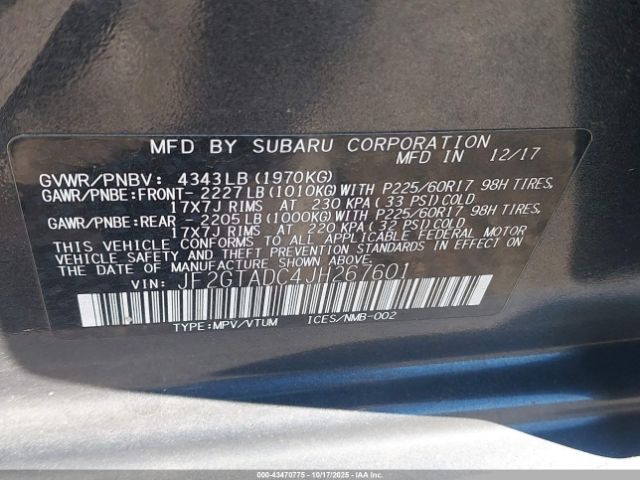 MFD BY SUBARU CORPORATION
MFD IN 12/17
GVWR/PNBV: 4343LB (1970KG)
GAWR/PNBE:FRONT- 2227LB (1010KG) WITH P225/60R17 98H TIRES,
17X7J RIMS AT 230 KPA (33 PSI) COLD
GAWR/PNBE:REAR - 2205LB (1000KG) WITH P225/60R17 98H TIRES,
17X7J RIMS AT 220 KPA (32 PSI) COLD
THIS VEHICLE CONFORMS TO ALL APPLICABLE FEDERAL MOTOR
VEHICLE SAFETY AND THEFT PREVENTION STANDARDS IN EFFECT ON
THE DATE OF MANUFACTURE SHOWN ABOVE.
VIN: JF2GTADC4JH267601
TYPE:MPV/VTUM ICES/NMB-002
000-43470775 - 10/17/2025 - IAAI.COM